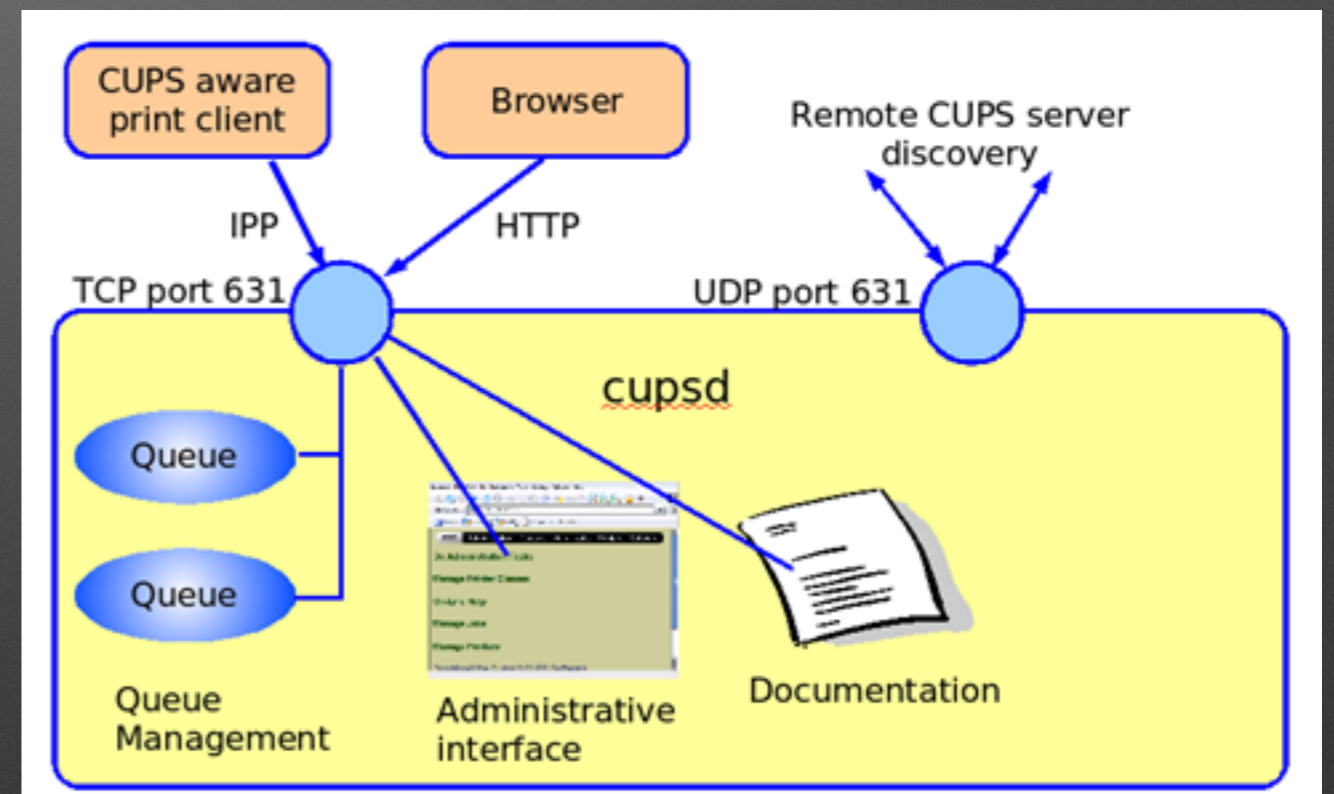 CUPS aware
print client
Browser
Remote CUPS server
discovery
IPP
HTTP
TCP port 631
UDP port 631
cupsd
Queue
Queue
Queue
Management
Administrative
interface
Documentation